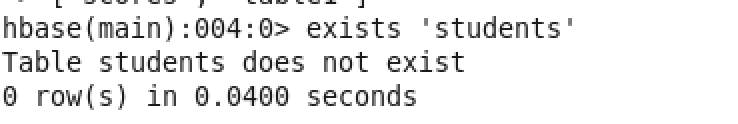 hbase(main):004:0> exists 'students'
Table students does not exist
0 row(s) in 0.0400 seconds